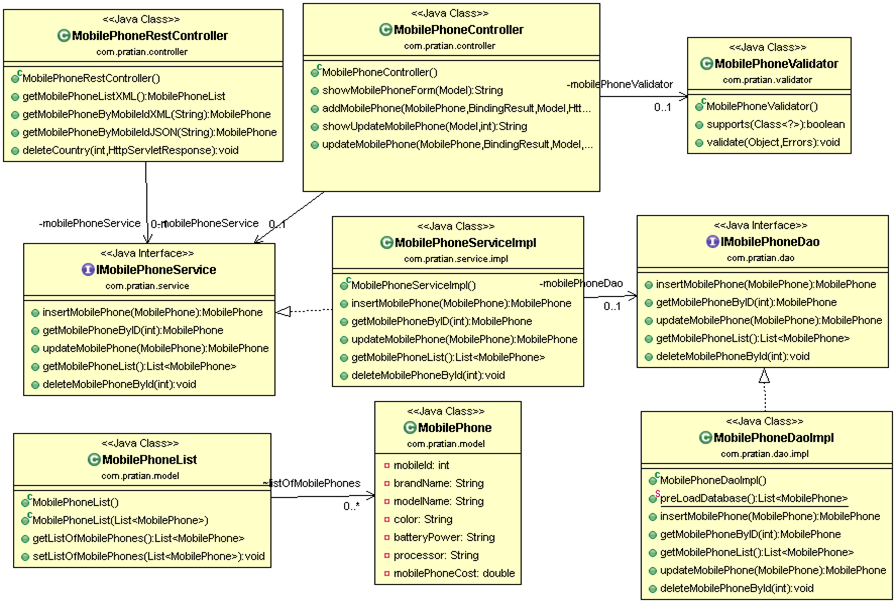 <<Java Class>>
MobilePhoneRestController
com.pratian.controller
MobilePhoneRestController()
getMobilePhoneListXML():MobilePhoneList
getMobilePhoneByMobileIdXML(String):MobilePhone
getMobilePhoneByMobileIdJSON(String):MobilePhone
deleteCountry(int,HttpServletResponse):void
<<Java Class>>
MobilePhoneController
com.pratian.controller
MobilePhoneController()
showMobilePhoneForm(Model):String
addMobilePhone(MobilePhone,BindingResult,Model,Htt...
showUpdateMobilePhone(Model,int):String
updateMobilePhone(MobilePhone,BindingResult,Model,...
-mobilePhoneValidator
0..1
<<Java Class>>
MobilePhoneValidator
com.pratian.validator
MobilePhoneValidator()
supports(Class<?>):boolean
validate(Object,Errors):void
-mobilePhoneService
-mobilePhoneService
0..1
<<Java Interface>>
IMobilePhoneService
com.pratian.service
insertMobilePhone(MobilePhone):MobilePhone
getMobilePhoneByID(int):MobilePhone
updateMobilePhone(MobilePhone):MobilePhone
getMobilePhoneList():List<MobilePhone>
deleteMobilePhoneById(int):void
<<Java Class>>
MobilePhoneServiceImpl
com.pratian.service.impl
MobilePhoneServiceImpl()
insertMobilePhone(MobilePhone):MobilePhone
getMobilePhoneByID(int):MobilePhone
updateMobilePhone(MobilePhone):MobilePhone
getMobilePhoneList():List<MobilePhone>
deleteMobilePhoneById(int):void
-mobilePhoneDao
0..1
<<Java Interface>>
IMobilePhoneDao
com.pratian.dao
insertMobilePhone(MobilePhone):MobilePhone
getMobilePhoneByID(int):MobilePhone
updateMobilePhone(MobilePhone):MobilePhone
getMobilePhoneList():List<MobilePhone>
deleteMobilePhoneById(int):void
<<Java Class>>
MobilePhoneList
com.pratian.model
MobilePhoneList()
MobilePhoneList(List<MobilePhone>)
getListOfMobilePhones():List<MobilePhone>
setListOfMobilePhones(List<MobilePhone>):void
~listOfMobilePhones
0..*
<<Java Class>>
MobilePhone
com.pratian.model
mobileId: int
brandName: String
modelName: String
color: String
batteryPower: String
processor: String
mobilePhoneCost: double
<<Java Class>>
MobilePhoneDaoImpl
com.pratian.dao.impl
MobilePhoneDaoImpl()
preLoadDatabase():List<MobilePhone>
insertMobilePhone(MobilePhone):MobilePhone
getMobilePhoneByID(int):MobilePhone
getMobilePhoneList():List<MobilePhone>
updateMobilePhone(MobilePhone):MobilePhone
deleteMobilePhoneById(int):void